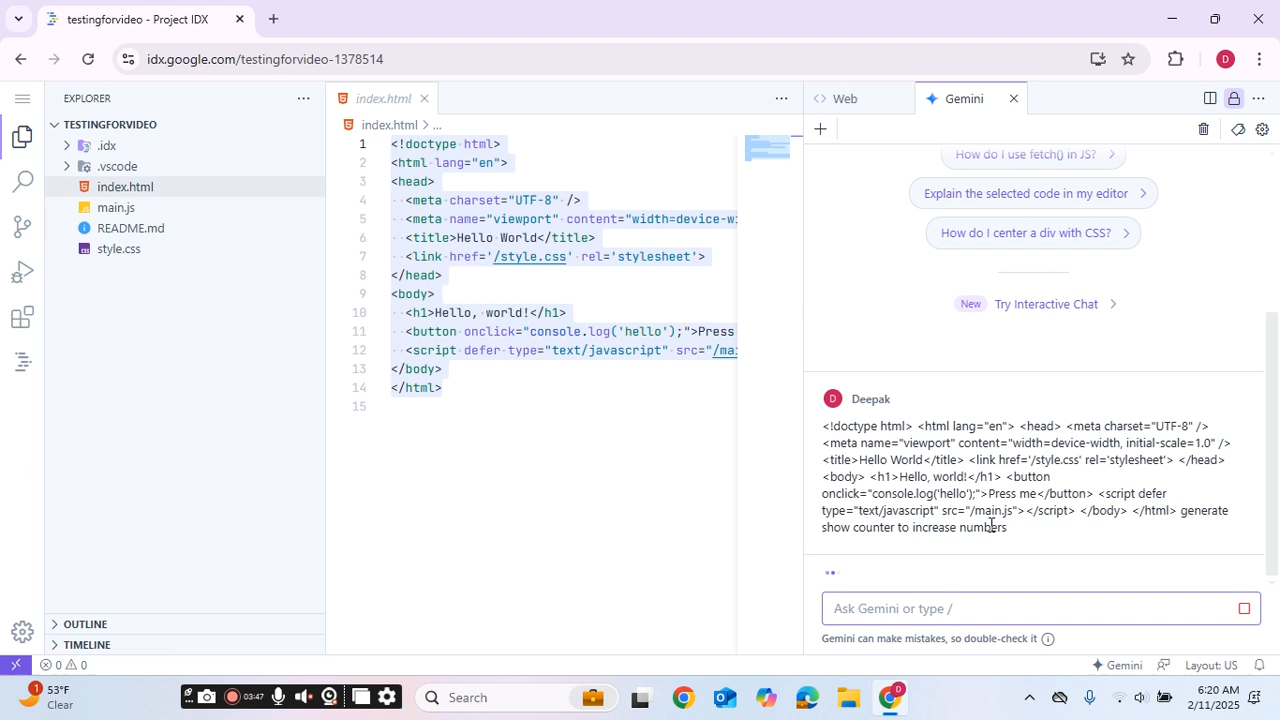 testingforvideo - Project IDX
idx.google.com/testingforvideo-1378514
D
EXPLORER
TESTINGFORVIDEO
.idx
.vscode
index.html
main.js
README.md
style.css
OUTLINE
TIMELINE
index.html
index.html > ...
1 <!doctype html>
2 <html lang="en">
3 <head>
4 <meta charset="UTF-8" />
5 <meta name="viewport" content="width=device-wi
6 <title>Hello World</title>
7 <link href='/style.css' rel='stylesheet'>
8 </head>
9 <body>
10 <h1>Hello, world!</h1>
11 <button onclick="console.log('hello');">Press
12 <script defer type="text/javascript" src="/mai
13 </body>
14 </html>
15
Web
Gemini
How do I use fetch() in JS?
Explain the selected code in my editor
How do I center a div with CSS?
New Try Interactive Chat
D Deepak
<!doctype html> <html lang="en"> <head> <meta charset="UTF-8" />
<meta name="viewport" content="width=device-width, initial-scale=1.0" />
<title>Hello World</title> <link href='/style.css' rel='stylesheet'> </head>
<body> <h1>Hello, world!</h1> <button
onclick="console.log('hello');">Press me</button> <script defer
type="text/javascript" src="/main.js"></script> </body> </html> generate
show counter to increase numbers
Ask Gemini or type /
Gemini can make mistakes, so double-check it
0 0
Gemini
Layout: US
1
53°F
Clear
03:47
Search
D
6:20 AM
2/11/2025